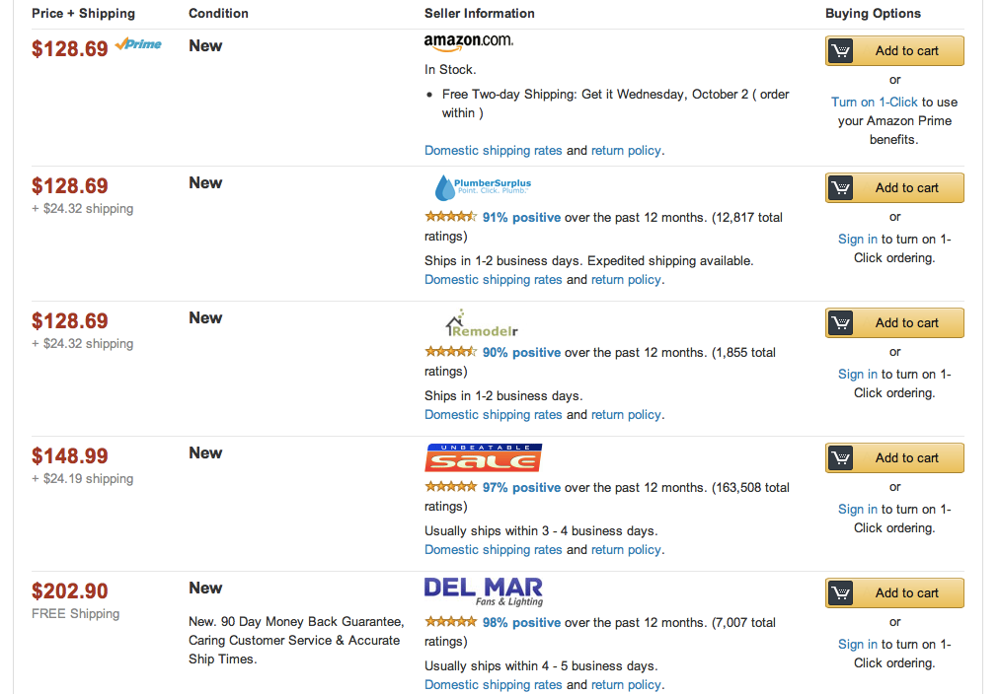 Price + Shipping Condition Seller Information Buying Options
$128.69 Prime New amazon.com.
In Stock.
Free Two-day Shipping: Get it Wednesday, October 2 ( order
within )
Domestic shipping rates and return policy.
Add to cart
or
Turn on 1-Click to use
your Amazon Prime
benefits.
$128.69 New PlumberSurplus
Point. Click. Plumb.
+ $24.32 shipping
91% positive over the past 12 months. (12,817 total
ratings)
Ships in 1-2 business days. Expedited shipping available.
Domestic shipping rates and return policy.
Add to cart
or
Sign in to turn on 1-
Click ordering.
$128.69 New Remodelr
+ $24.32 shipping
90% positive over the past 12 months. (1,855 total
ratings)
Ships in 1-2 business days.
Domestic shipping rates and return policy.
Add to cart
or
Sign in to turn on 1-
Click ordering.
$148.99 New UNBEATABLE
SALE
+ $24.19 shipping
97% positive over the past 12 months. (163,508 total
ratings)
Usually ships within 3 - 4 business days.
Domestic shipping rates and return policy.
Add to cart
or
Sign in to turn on 1-
Click ordering.
$202.90 New DEL MAR
Fans & Lighting
FREE Shipping
New. 90 Day Money Back Guarantee,
Caring Customer Service & Accurate
Ship Times.
98% positive over the past 12 months. (7,007 total
ratings)
Usually ships within 4 - 5 business days.
Domestic shipping rates and return policy.
Add to cart
or
Sign in to turn on 1-
Click ordering.